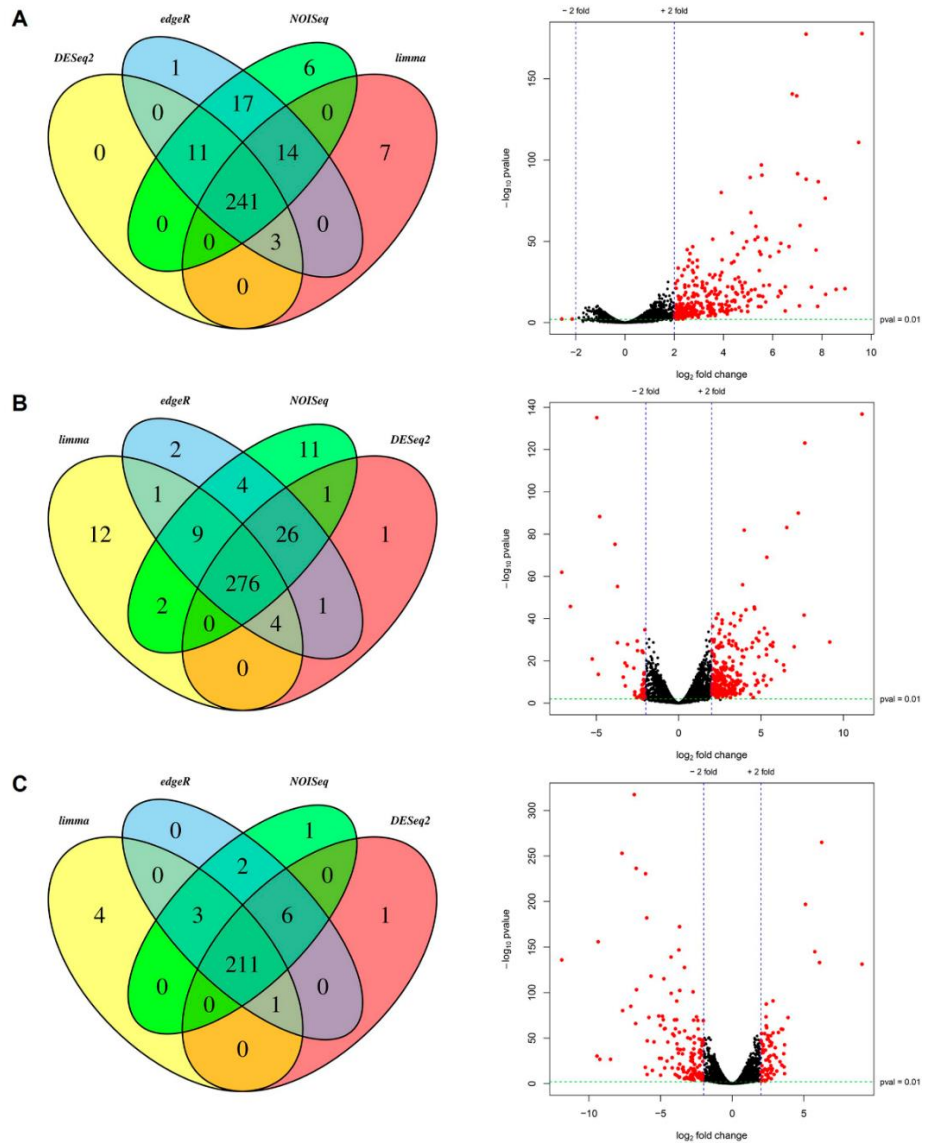 A
edgeR
NOISeq
DESeq2
limma
1
6
0
17
0
0
11
14
7
241
0
0
3
0
0
− 2 fold
+ 2 fold
− log10 pvalue
0
50
100
150
pval = 0.01
−2
0
2
4
6
8
10
log2 fold change
B
edgeR
NOISeq
limma
DESeq2
2
11
1
4
1
12
9
26
1
276
2
0
4
1
0
− 2 fold
+ 2 fold
− log10 pvalue
0
20
40
60
80
100
120
140
pval = 0.01
−5
0
5
10
log2 fold change
C
edgeR
NOISeq
limma
DESeq2
0
1
0
2
0
4
3
6
1
211
0
0
1
0
0
− 2 fold
+ 2 fold
− log10 pvalue
0
50
100
150
200
250
300
pval = 0.01
−10
−5
0
5
log2 fold change